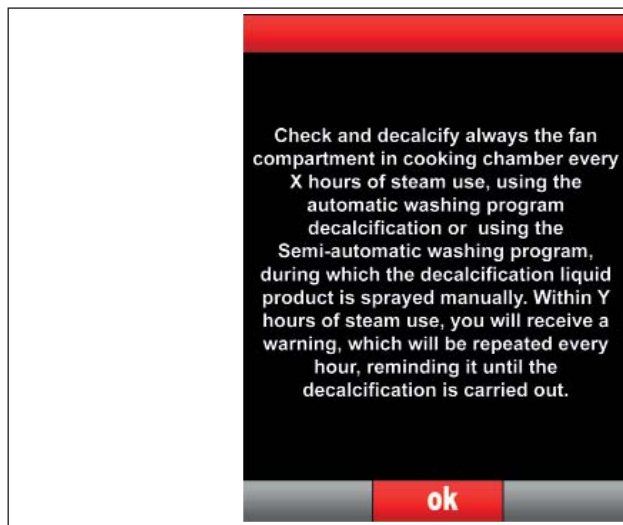 Check and decalcify always the fan
compartment in cooking chamber every
X hours of steam use, using the
automatic washing program
decalcification or using the
Semi-automatic washing program,
during which the decalcification liquid
product is sprayed manually. Within Y
hours of steam use, you will receive a
warning, which will be repeated every
hour, reminding it until the
decalcification is carried out.
ok